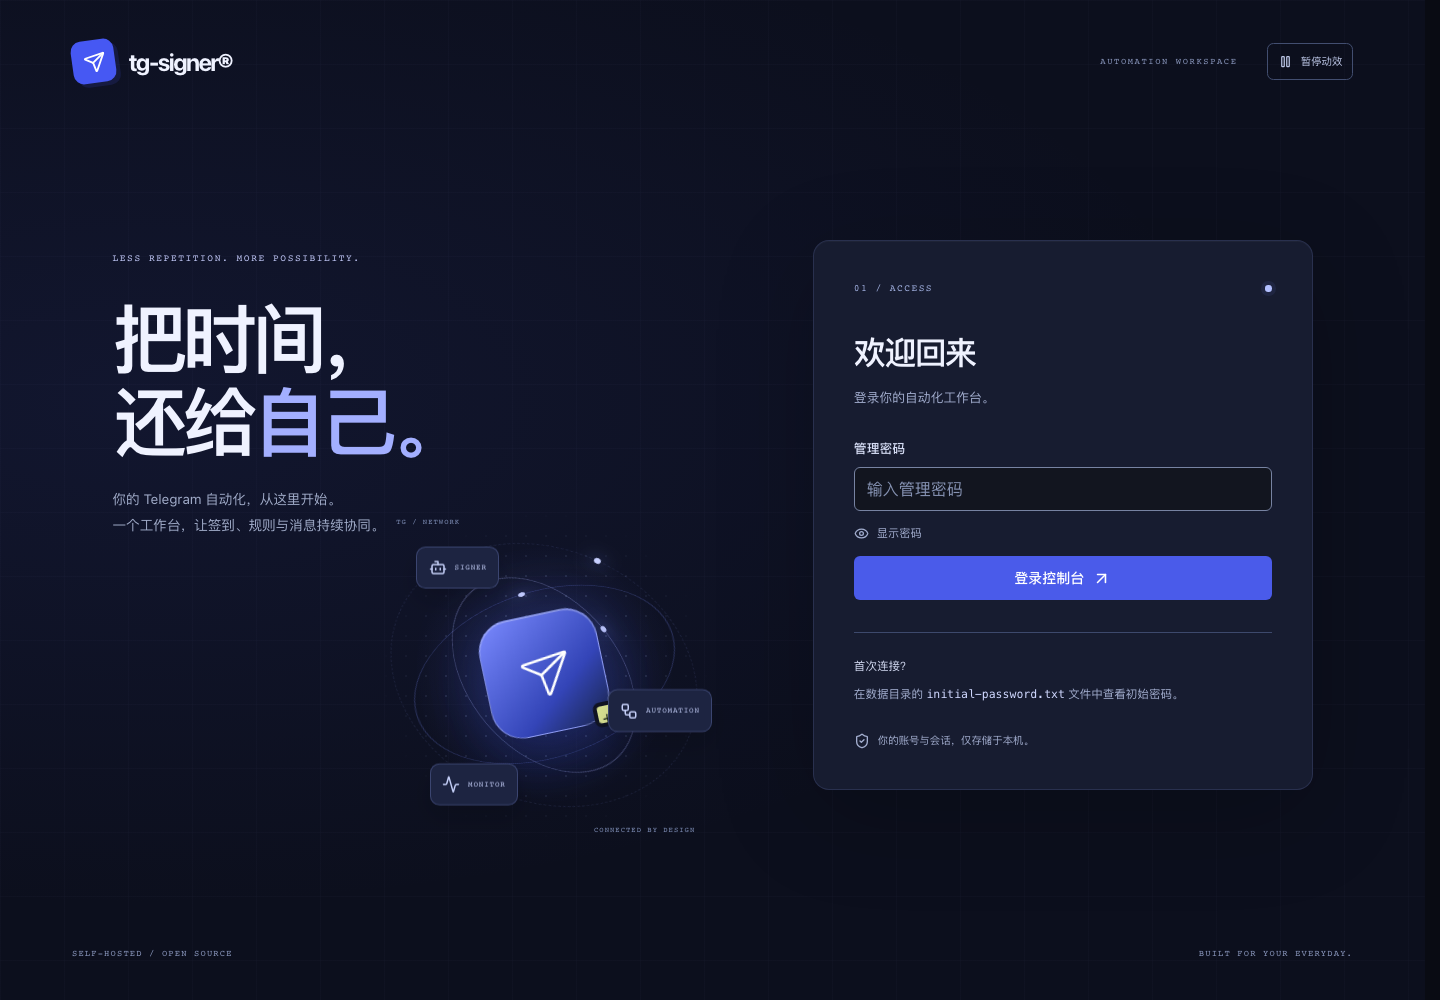 tg-signer®
AUTOMATION WORKSPACE
暂停动效
LESS REPETITION. MORE POSSIBILITY.
把时间，
还给自己。
你的 Telegram 自动化，从这里开始。
一个工作台，让签到、规则与消息持续协同。
TG / NETWORK
SIGNER
AUTOMATION
MONITOR
CONNECTED BY DESIGN
01 / ACCESS
欢迎回来
登录你的自动化工作台。
管理密码
输入管理密码
显示密码
登录控制台
首次连接？
在数据目录的 initial-password.txt 文件中查看初始密码。
你的账号与会话，仅存储于本机。
SELF-HOSTED / OPEN SOURCE
BUILT FOR YOUR EVERYDAY.